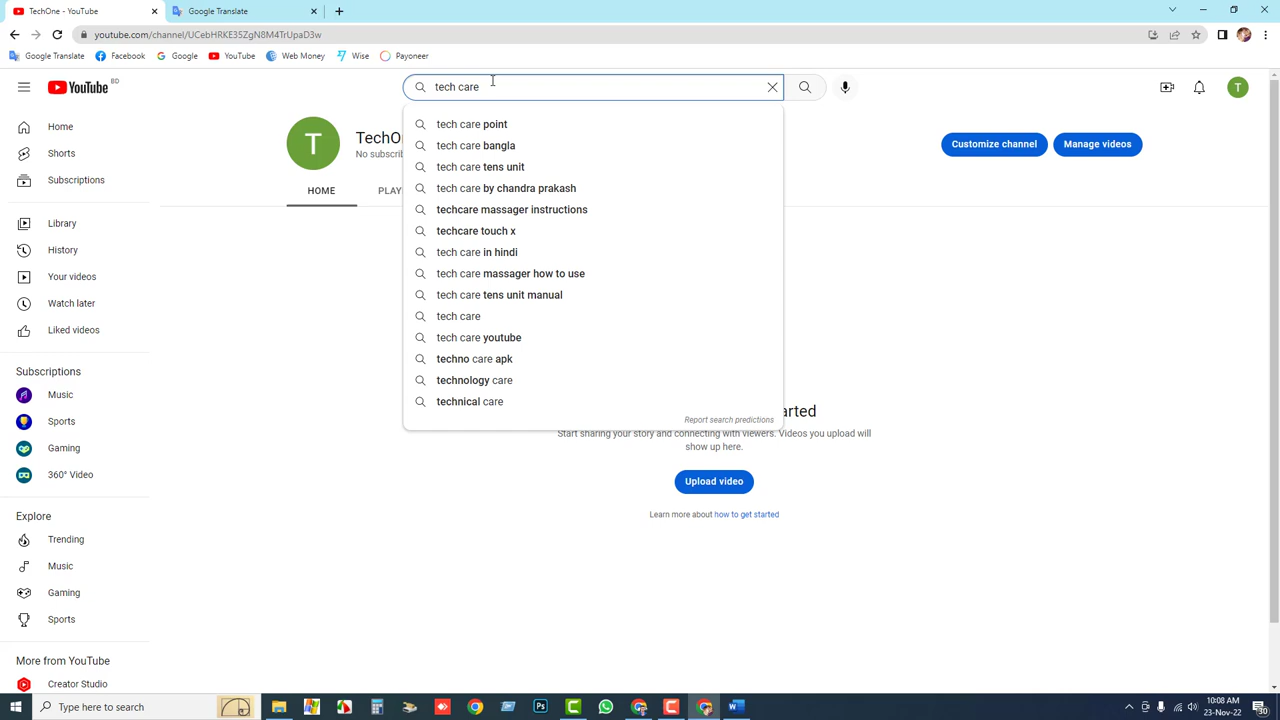 TechOne - YouTube
Google Translate
youtube.com/channel/UCebHRKE35ZgN8M4TrUpaD3w
Google Translate
Facebook
Google
YouTube
Web Money
Wise
Payoneer
YouTube BD
tech care
T
Home
Shorts
Subscriptions
Library
History
Your videos
Watch later
Liked videos
Subscriptions
Music
Sports
Gaming
360° Video
Explore
Trending
Music
Gaming
Sports
More from YouTube
Creator Studio
T
TechOn
No subscrib
Customize channel
Manage videos
HOME
PLAY
tech care point
tech care bangla
tech care tens unit
tech care by chandra prakash
techcare massager instructions
techcare touch x
tech care in hindi
tech care massager how to use
tech care tens unit manual
tech care
tech care youtube
techno care apk
technology care
technical care
Report search predictions
arted
Start sharing your story and connecting with viewers. Videos you upload will
show up here.
Upload video
Learn more about how to get started
Type here to search
10:08 AM
23-Nov-22